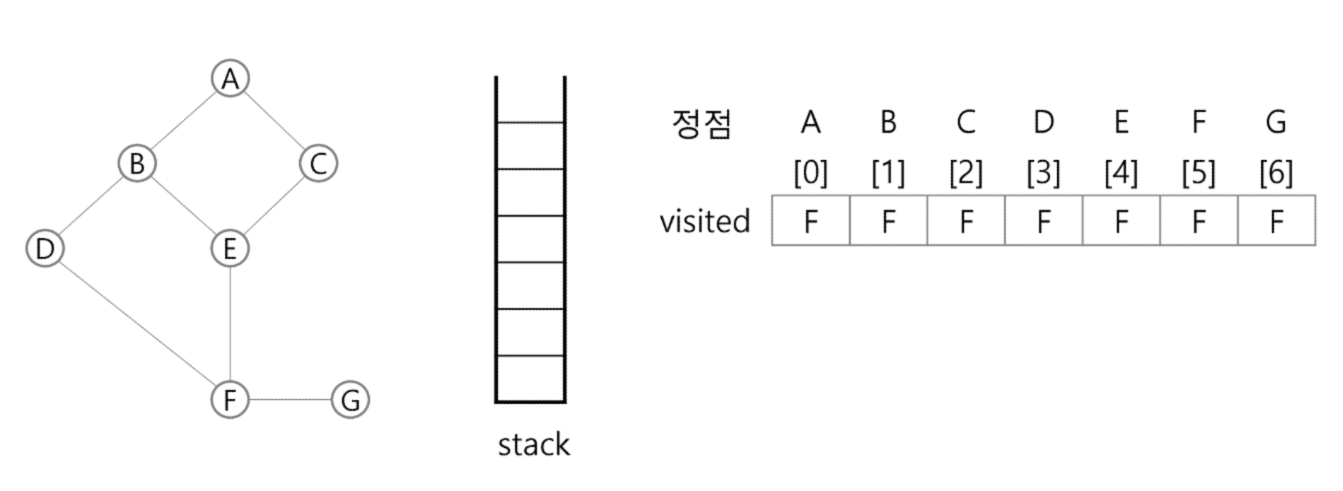 A
B
C
D
E
F
G
stack
정점 A B C D E F G
[0] [1] [2] [3] [4] [5] [6]
visited F F F F F F F